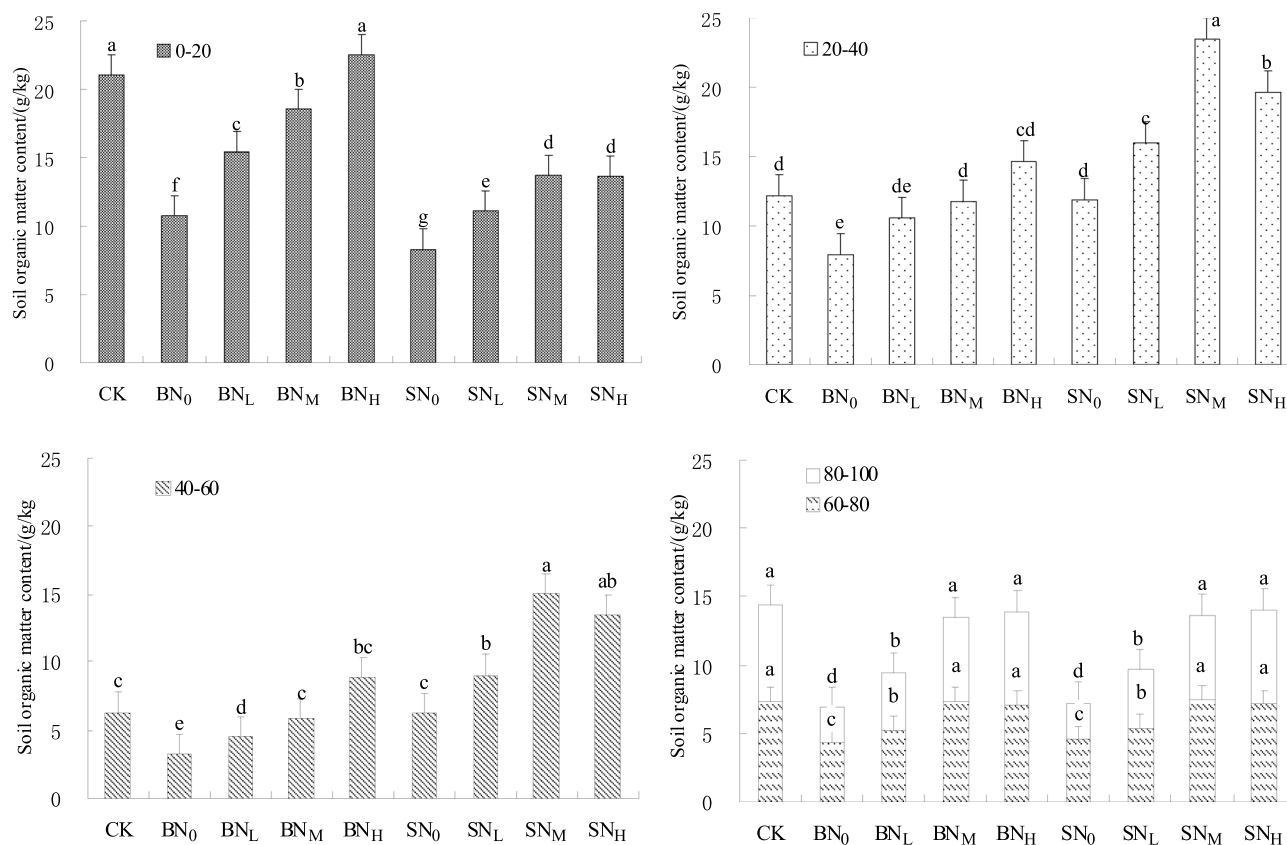 25
20
15
10
5
0
Soil organic matter content/(g/kg)
0-20
a f c b a g e d d
CK BN0 BNL BNM BNH SN0 SNL SNM SNH
25
20
15
10
5
0
Soil organic matter content/(g/kg)
20-40
d e de d cd d c a b
CK BN0 BNL BNM BNH SN0 SNL SNM SNH
25
20
15
10
5
0
Soil organic matter content/(g/kg
40-60
c e d c bc c b a ab
CK BN0 BNL BNM BNH SN0 SNL SNM SNH
25
20
15
10
5
0
Soil organic matter content/(g/kg)
80-100
60-80
a d b a a d b a a
a c b a a c b a a
CK BN0 BNL BNM BNH SN0 SNL SNM SNH